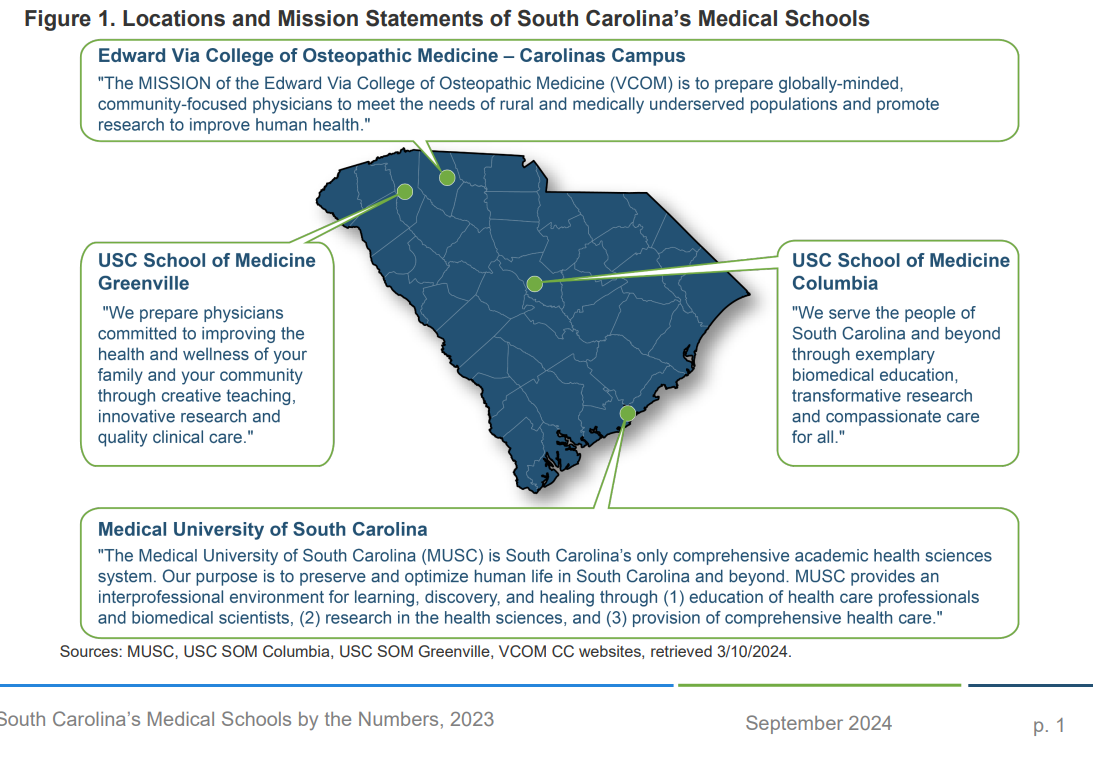 Figure 1. Locations and Mission Statements of South Carolina’s Medical Schools
Edward Via College of Osteopathic Medicine – Carolinas Campus
"The MISSION of the Edward Via College of Osteopathic Medicine (VCOM) is to prepare globally-minded,
community-focused physicians to meet the needs of rural and medically underserved populations and promote
research to improve human health."
USC School of Medicine
Greenville
"We prepare physicians
committed to improving the
health and wellness of your
family and your community
through creative teaching,
innovative research and
quality clinical care."
USC School of Medicine
Columbia
"We serve the people of
South Carolina and beyond
through exemplary
biomedical education,
transformative research
and compassionate care
for all."
Medical University of South Carolina
"The Medical University of South Carolina (MUSC) is South Carolina’s only comprehensive academic health sciences
system. Our purpose is to preserve and optimize human life in South Carolina and beyond. MUSC provides an
interprofessional environment for learning, discovery, and healing through (1) education of health care professionals
and biomedical scientists, (2) research in the health sciences, and (3) provision of comprehensive health care."
Sources: MUSC, USC SOM Columbia, USC SOM Greenville, VCOM CC websites, retrieved 3/10/2024.
South Carolina’s Medical Schools by the Numbers, 2023
September 2024
p. 1